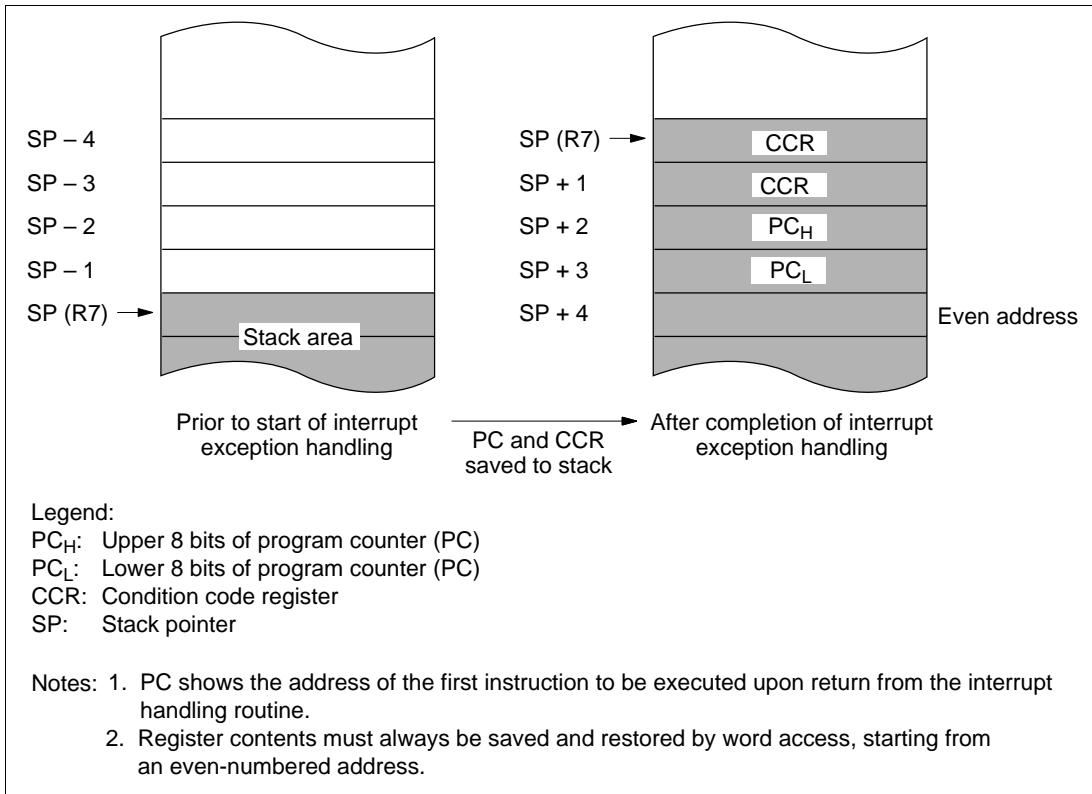 SP – 4
SP – 3
SP – 2
SP – 1
SP (R7)
Stack area
SP (R7)
SP + 1
SP + 2
SP + 3
SP + 4
CCR
CCR
PCH
PCL
Even address
Prior to start of interrupt
exception handling
PC and CCR
saved to stack
After completion of interrupt
exception handling
Legend:
PCH: Upper 8 bits of program counter (PC)
PCL: Lower 8 bits of program counter (PC)
CCR: Condition code register
SP: Stack pointer
Notes: 1. PC shows the address of the first instruction to be executed upon return from the interrupt
handling routine.
2. Register contents must always be saved and restored by word access, starting from
an even-numbered address.